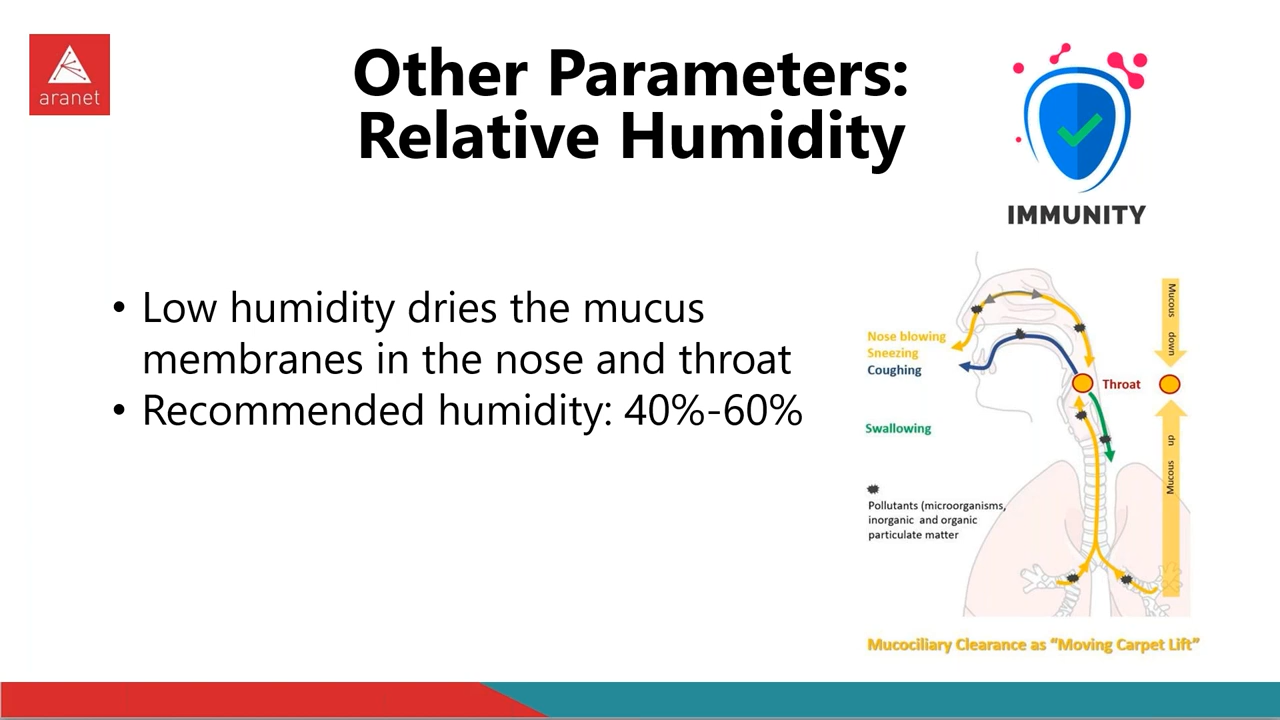 aranet
Other Parameters:
Relative Humidity
IMMUNITY
• Low humidity dries the mucus
membranes in the nose and throat
• Recommended humidity: 40%-60%
Nose blowing
Sneezing
Coughing
Throat
Swallowing
Mucous down
Mucous up
Pollutants (microorganisms,
inorganic and organic
particulate matter
Mucociliary Clearance as “Moving Carpet Lift”